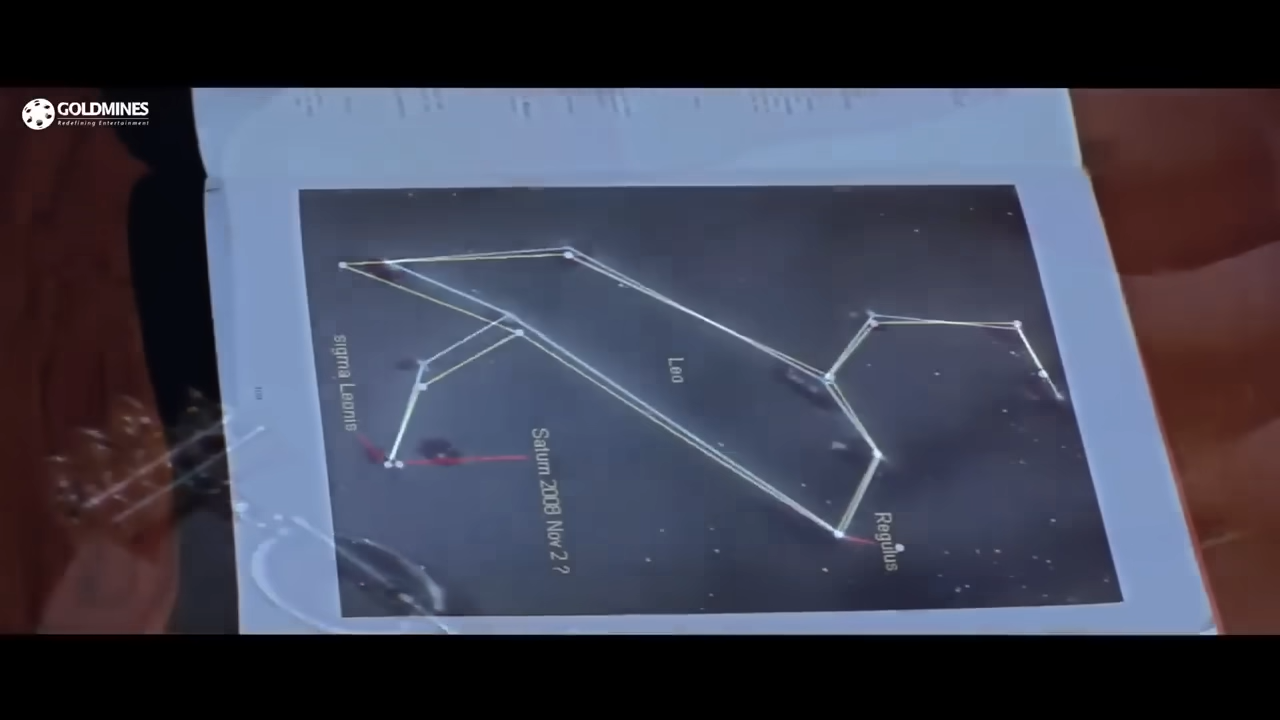 GOLDMINES
Redefining Entertainment
sigma Leonis
Leo
Saturn 2008 Nov 2 ?
Regulus